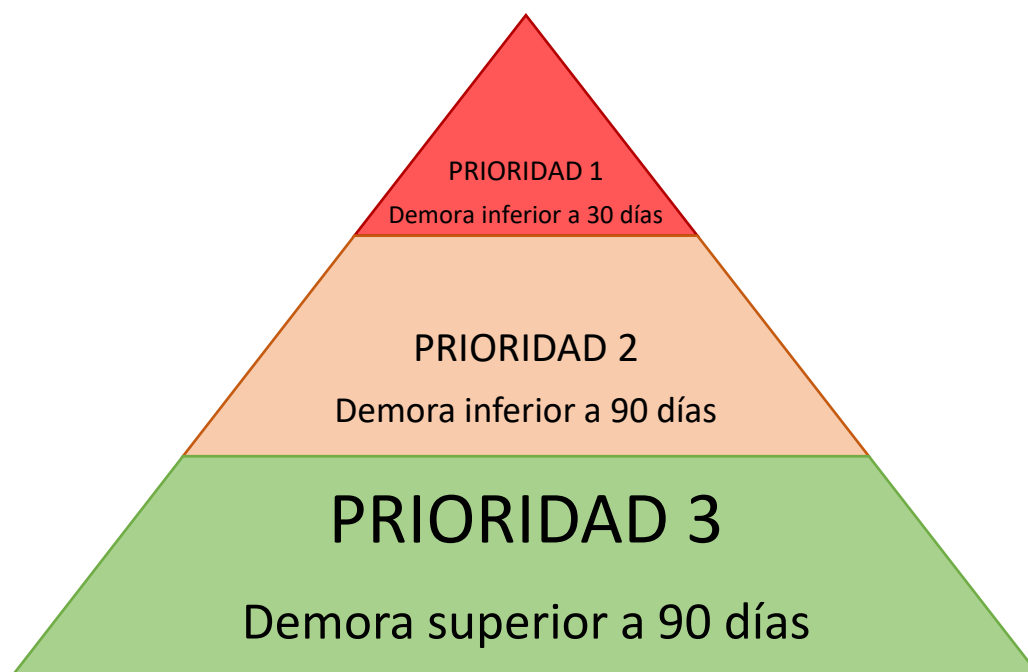 PRIORIDAD 1
Demora inferior a 30 días
PRIORIDAD 2
Demora inferior a 90 días
PRIORIDAD 3
Demora superior a 90 días